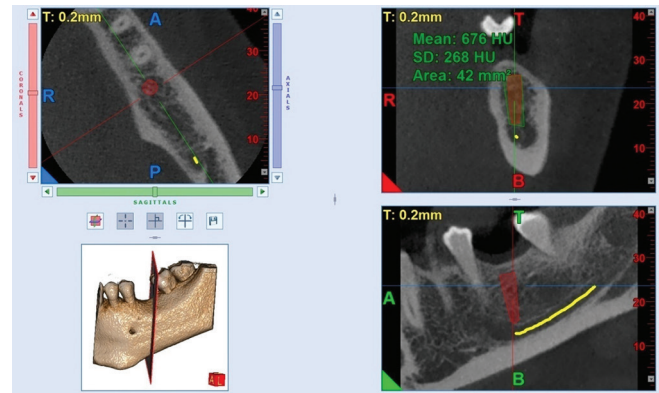 T: 0.2mm
A
R
P
40
30
20
10
CORONALS
AXIALS
SAGITTALS
T: 0.2mm
T
Mean: 676 HU
SD: 268 HU
Area: 42 mm²
R
B
40
30
20
10
T: 0.2mm
T
A
B
40
30
20
10
A L